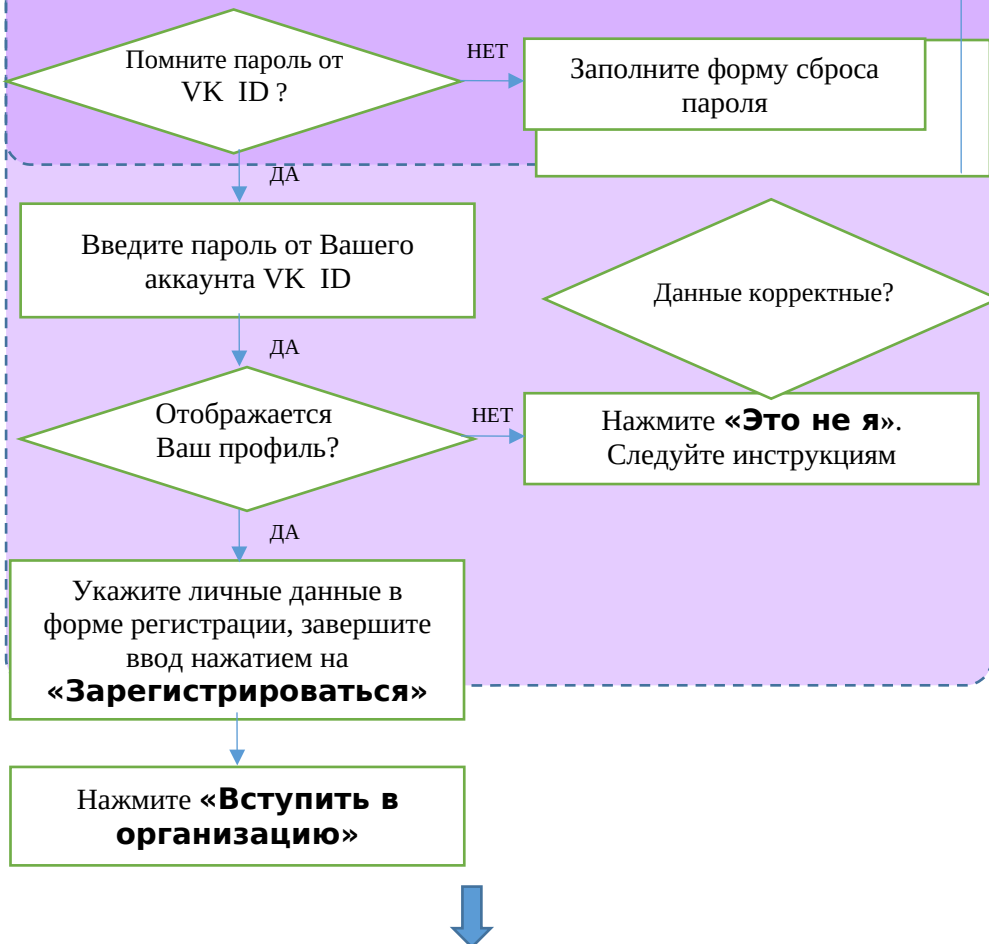 Помните пароль от
VK ID ?
НЕТ
Заполните форму сброса
пароля
ДА
Введите пароль от Вашего
аккаунта VK ID
Данные корректные?
ДА
Отображается
Ваш профиль?
НЕТ
Нажмите «Это не я».
Следуйте инструкциям
ДА
Укажите личные данные в
форме регистрации, завершите
ввод нажатием на
«Зарегистрироваться»
Нажмите «Вступить в
организацию»